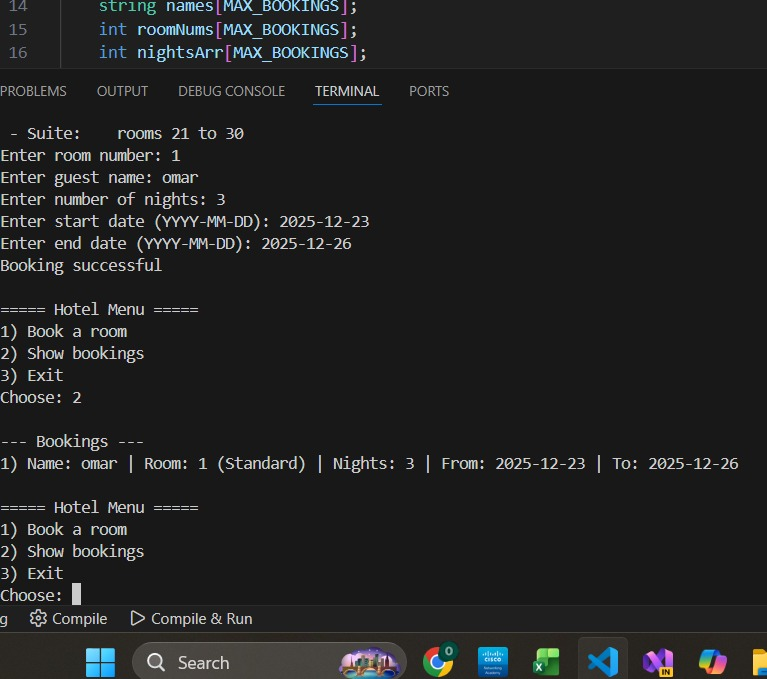 14 string names[MAX_BOOKINGS];
15 int roomNums[MAX_BOOKINGS];
16 int nightsArr[MAX_BOOKINGS];
PROBLEMS OUTPUT DEBUG CONSOLE TERMINAL PORTS
- Suite: rooms 21 to 30
Enter room number: 1
Enter guest name: omar
Enter number of nights: 3
Enter start date (YYYY-MM-DD): 2025-12-23
Enter end date (YYYY-MM-DD): 2025-12-26
Booking successful
===== Hotel Menu =====
1) Book a room
2) Show bookings
3) Exit
Choose: 2
--- Bookings ---
1) Name: omar | Room: 1 (Standard) | Nights: 3 | From: 2025-12-23 | To: 2025-12-26
===== Hotel Menu =====
1) Book a room
2) Show bookings
3) Exit
Choose:
g Compile Compile & Run
Search 0 CISCO IN